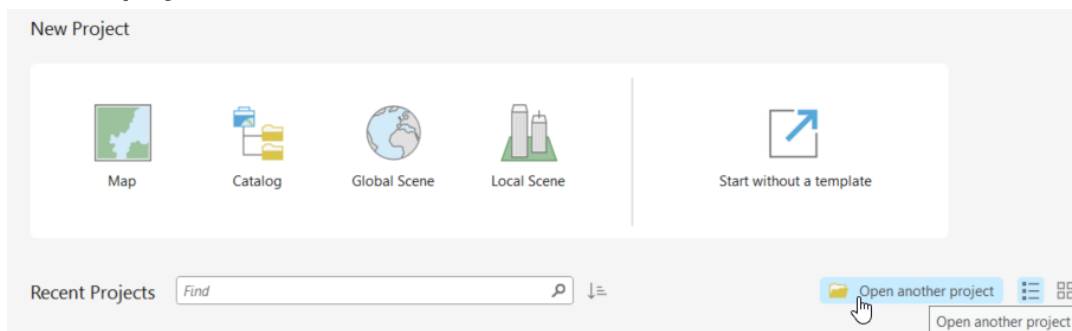 New Project
Map Catalog Global Scene Local Scene Start without a template
Recent Projects Find Open another project
Open another project